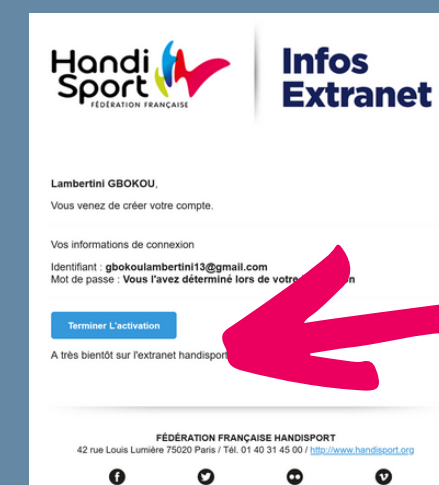 Handi
Sport
FÉDÉRATION FRANÇAISE
Infos
Extranet
Lambertini GBOKOU,
Vous venez de créer votre compte.
Vos informations de connexion
Identifiant : gbokoulambertini13@gmail.com
Mot de passe : Vous l'avez déterminé lors de votre
Terminer L'activation
A très bientôt sur l'extranet handisport
FÉDÉRATION FRANÇAISE HANDISPORT
42 rue Louis Lumière 75020 Paris / Tél. 01 40 31 45 00 / http://www.handisport.org